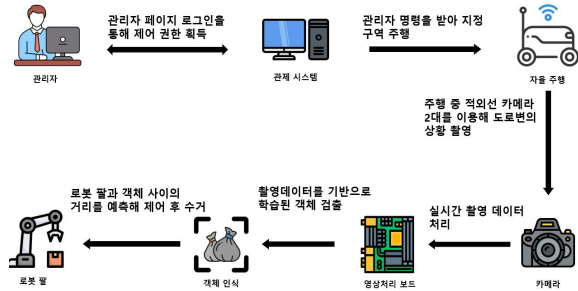 관리자 페이지 로그인을
통해 제어 권한 획득
관리자 명령을 받아 지정
구역 주행
관리자
관제 시스템
자율 주행
주행 중 적외선 카메라
2대를 이용해 도로변의
상황 촬영
로봇 팔과 객체 사이의
거리를 예측해 제어 후 수거
촬영데이터를 기반으로
학습된 객체 검출
실시간 촬영 데이터
처리
로봇 팔
객체 인식
영상처리 보드
카메라